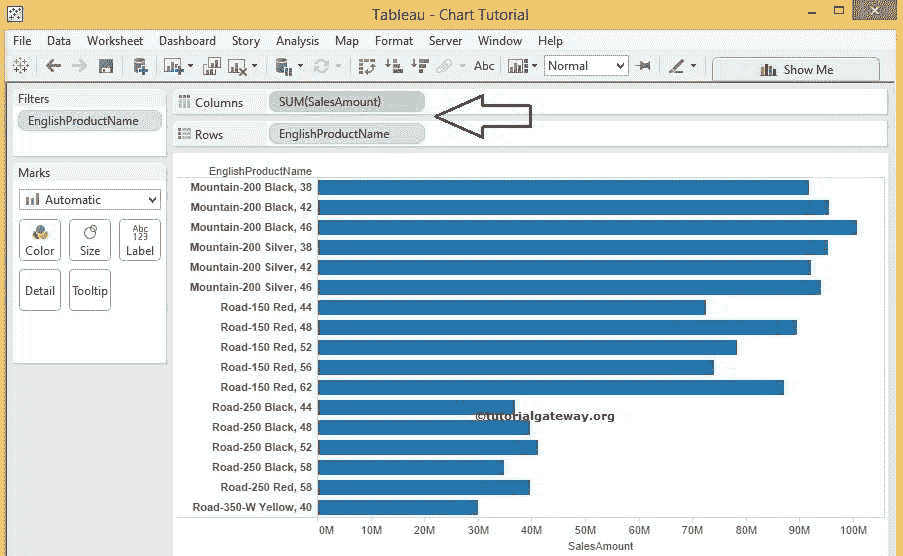 Tableau - Chart Tutorial
File Data Worksheet Dashboard Story Analysis Map Format Server Window Help
Abc Normal Show Me
Filters
EnglishProductName
Columns SUM(SalesAmount)
Rows EnglishProductName
Marks
Automatic
Color Size Abc 123 Label
Detail Tooltip
EnglishProductName
Mountain-200 Black, 38
Mountain-200 Black, 42
Mountain-200 Black, 46
Mountain-200 Silver, 38
Mountain-200 Silver, 42
Mountain-200 Silver, 46
Road-150 Red, 44
Road-150 Red, 48
Road-150 Red, 52
Road-150 Red, 56
Road-150 Red, 62
Road-250 Black, 44
©tutorialgateway.org
Road-250 Black, 48
Road-250 Black, 52
Road-250 Black, 58
Road-250 Red, 58
Road-350-W Yellow, 40
0M 10M 20M 30M 40M 50M 60M 70M 80M 90M 100M
SalesAmount